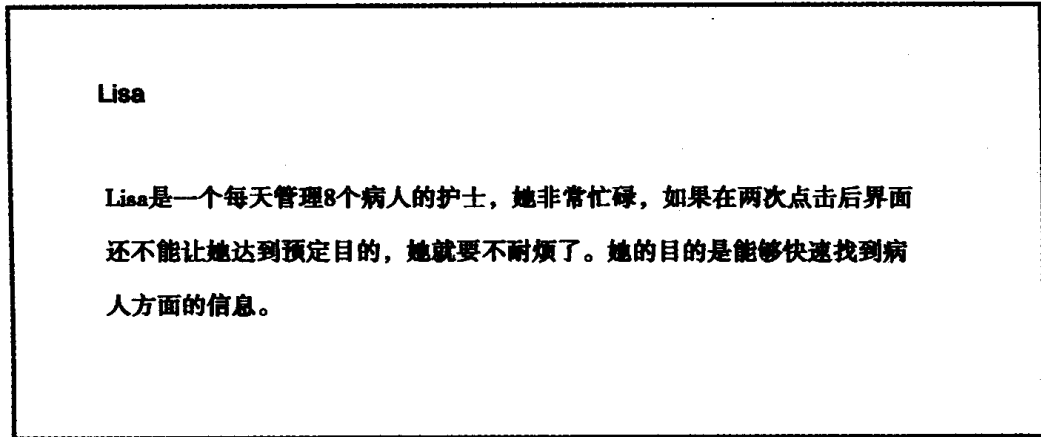 Lisa
Lisa是一个每天管理8个病人的护士，她非常忙碌，如果在两次点击后界面
还不能让她达到预定目的，她就要不耐烦了。她的目的是能够快速找到病
人方面的信息。